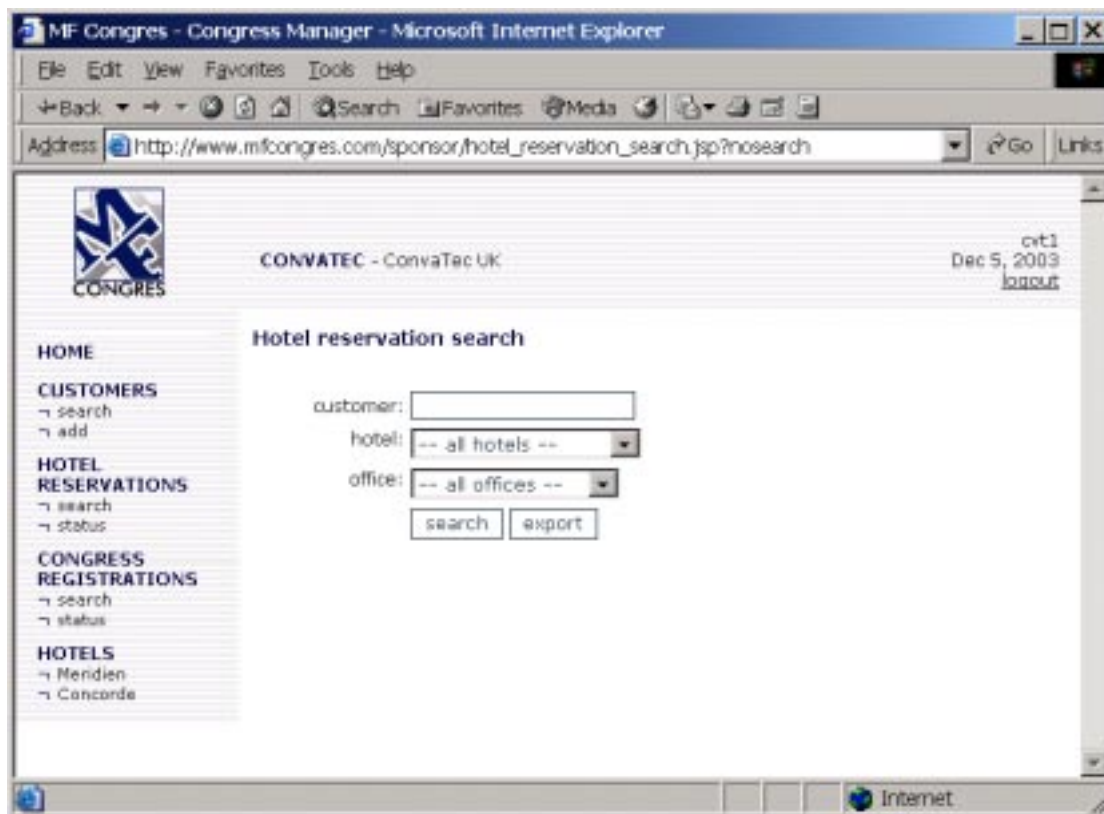 MF Congres - Congress Manager - Microsoft Internet Explorer
File Edit View Favorites Tools Help
Back Search Favorites Media
Address http://www.mfcongres.com/sponsor/hotel_reservation_search.jsp?nosearch Go Links
MF
CONGRES
CONVATEC - ConvaTec UK
cvt1
Dec 5, 2003
logout
HOME
CUSTOMERS
¬ search
¬ add
HOTEL
RESERVATIONS
¬ search
¬ status
CONGRESS
REGISTRATIONS
¬ search
¬ status
HOTELS
¬ Meridien
¬ Concorde
Hotel reservation search
customer:
hotel: -- all hotels --
office: -- all offices --
search export
Internet